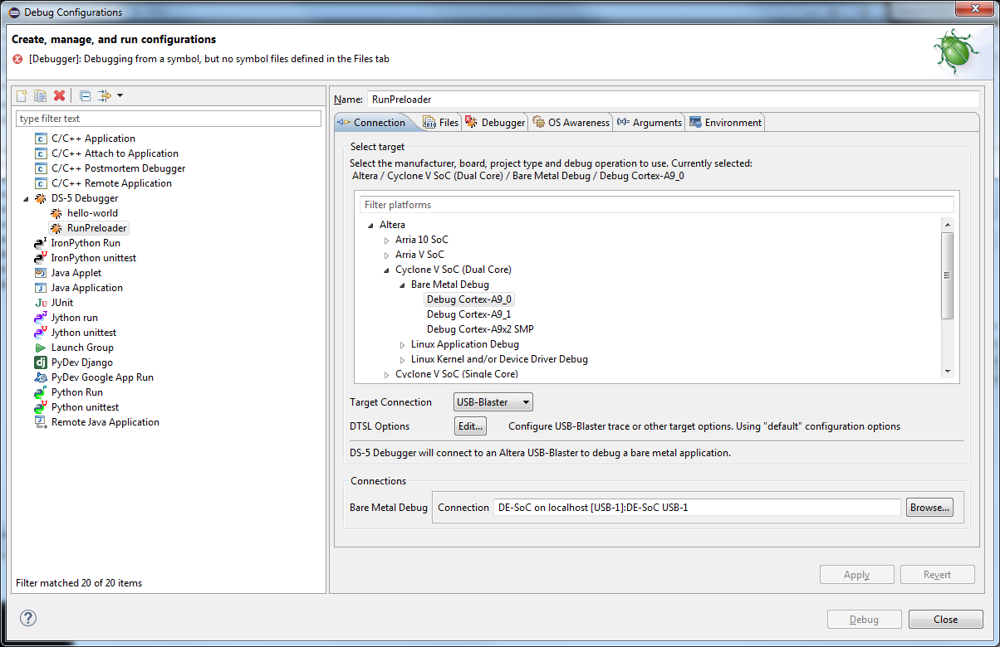 Debug Configurations
Create, manage, and run configurations
[Debugger]: Debugging from a symbol, but no symbol files defined in the Files tab
type filter text
C/C++ Application
C/C++ Attach to Application
C/C++ Postmortem Debugger
C/C++ Remote Application
DS-5 Debugger
hello-world
RunPreloader
IronPython Run
IronPython unittest
Java Applet
Java Application
JUnit
Jython run
Jython unittest
Launch Group
PyDev Django
PyDev Google App Run
Python Run
Python unittest
Remote Java Application
Filter matched 20 of 20 items
Name: RunPreloader
Connection Files Debugger OS Awareness Arguments Environment
Select target
Select the manufacturer, board, project type and debug operation to use. Currently selected:
Altera / Cyclone V SoC (Dual Core) / Bare Metal Debug / Debug Cortex-A9_0
Filter platforms
Altera
Arria 10 SoC
Arria V SoC
Cyclone V SoC (Dual Core)
Bare Metal Debug
Debug Cortex-A9_0
Debug Cortex-A9_1
Debug Cortex-A9x2 SMP
Linux Application Debug
Linux Kernel and/or Device Driver Debug
Cyclone V SoC (Single Core)
Target Connection USB-Blaster
DTSL Options Edit... Configure USB-Blaster trace or other target options. Using "default" configuration options
DS-5 Debugger will connect to an Altera USB-Blaster to debug a bare metal application.
Connections
Bare Metal Debug Connection DE-SoC on localhost [USB-1]:DE-SoC USB-1 Browse...
Apply Revert
Debug Close